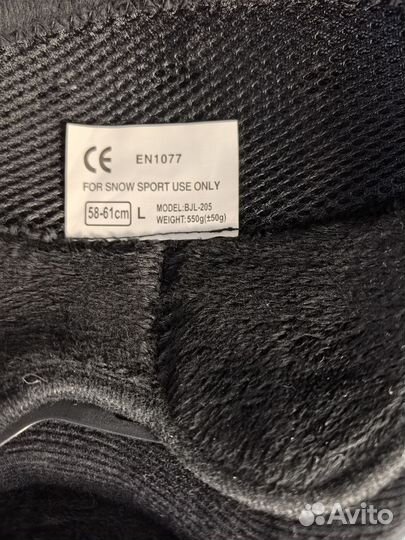 CE EN1077
FOR SNOW SPORT USE ONLY
58-61cm L MODEL:BJL-205
WEIGHT:550g(±50g)
Avito